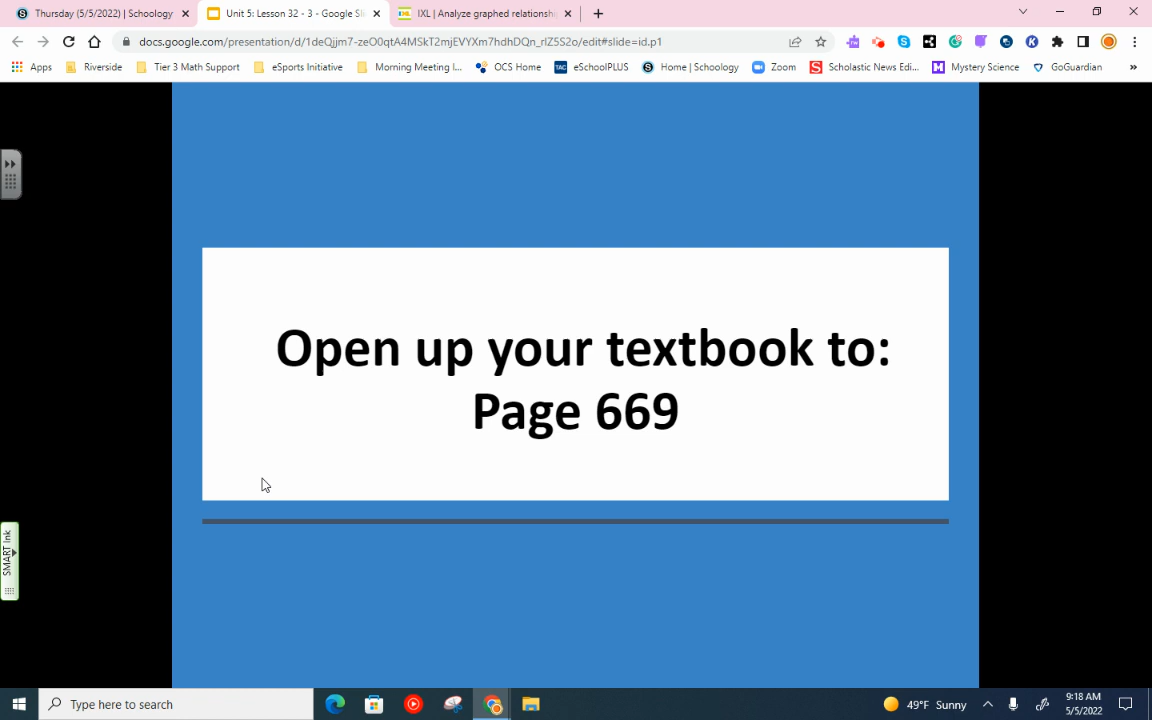 Thursday (5/5/2022) | Schoology
Unit 5: Lesson 32 - 3 - Google Sli
IXL | Analyze graphed relationshi
docs.google.com/presentation/d/1deQjjm7-zeO0qtA4MSkT2mjEVYXm7hdhDQn_rlZ5S2o/edit#slide=id.p1
Apps
Riverside
Tier 3 Math Support
eSports Initiative
Morning Meeting I...
OCS Home
TAC
eSchoolPLUS
Home | Schoology
Zoom
Scholastic News Edi...
Mystery Science
GoGuardian
Open up your textbook to:
Page 669
SMART Ink
Type here to search
49°F Sunny
9:18 AM
5/5/2022